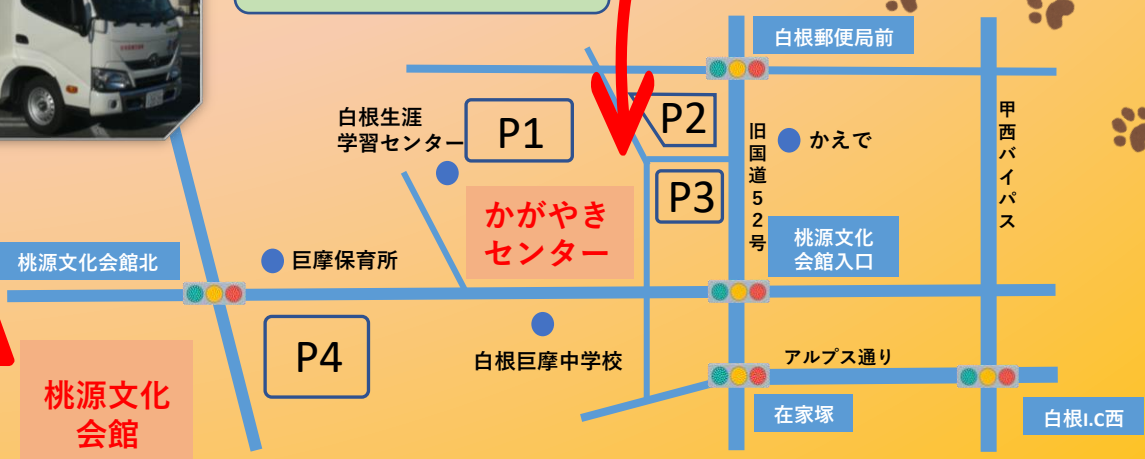 白根郵便局前
白根生涯
学習センター
P1
P2
旧国道52号
かえで
甲西バイパス
P3
かがやき
センター
桃源文化
会館入口
桃源文化会館北
巨摩保育所
P4
白根巨摩中学校
アルプス通り
桃源文化
会館
在家塚
白根I.C西